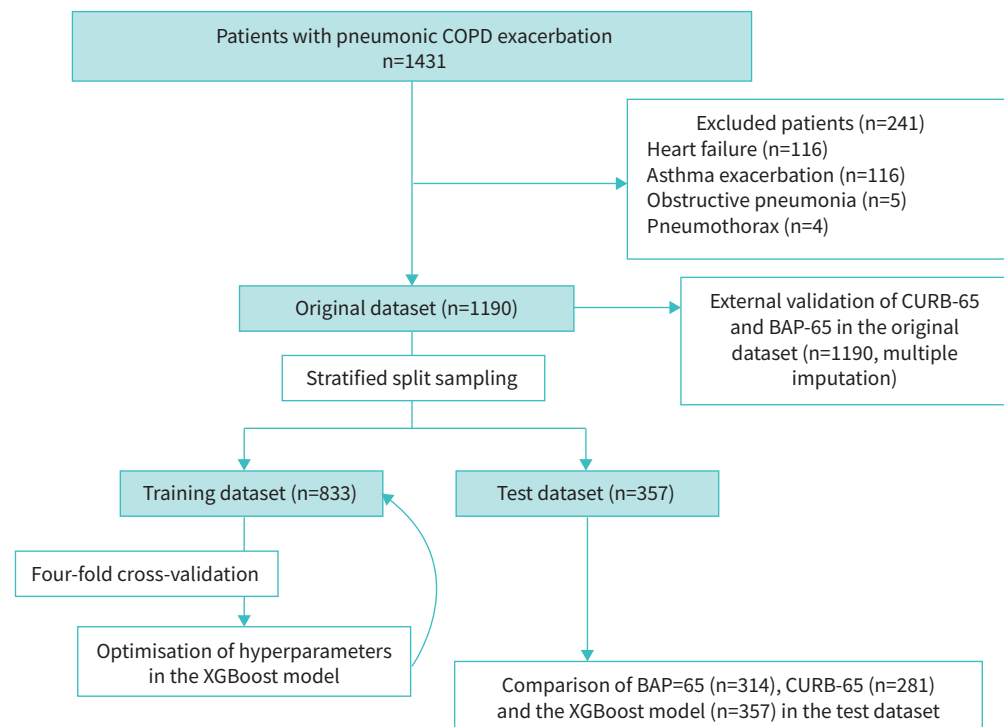 Patients with pneumonic COPD exacerbation
n=1431
Excluded patients (n=241)
Heart failure (n=116)
Asthma exacerbation (n=116)
Obstructive pneumonia (n=5)
Pneumothorax (n=4)
Original dataset (n=1190)
External validation of CURB-65
and BAP-65 in the original
dataset (n=1190, multiple
imputation)
Stratified split sampling
Training dataset (n=833)
Test dataset (n=357)
Four-fold cross-validation
Optimisation of hyperparameters
in the XGBoost model
Comparison of BAP=65 (n=314), CURB-65 (n=281)
and the XGBoost model (n=357) in the test dataset